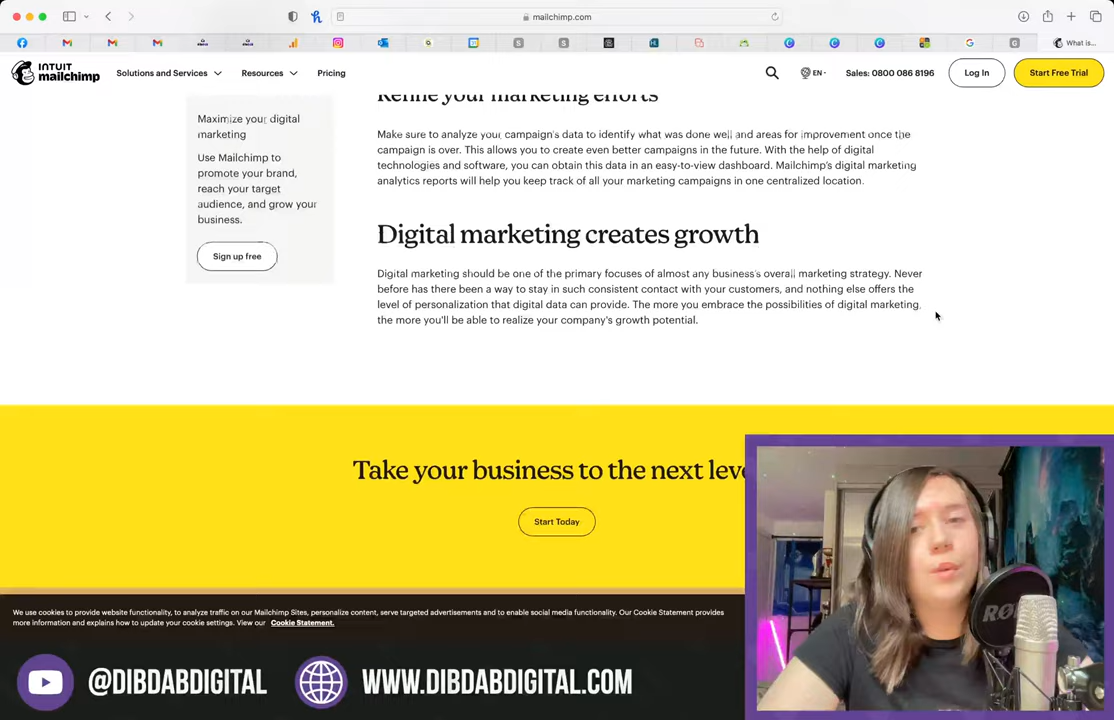 mailchimp.com
What is...
INTUIT
mailchimp
Solutions and Services
Resources
Pricing
EN
Sales: 0800 086 8196
Log In
Start Free Trial
Maximize your digital
marketing
Use Mailchimp to
promote your brand,
reach your target
audience, and grow your
business.
Sign up free
Refine your marketing efforts
Make sure to analyze your campaign's data to identify what was done well and areas for improvement once the
campaign is over. This allows you to create even better campaigns in the future. With the help of digital
technologies and software, you can obtain this data in an easy-to-view dashboard. Mailchimp's digital marketing
analytics reports will help you keep track of all your marketing campaigns in one centralized location.
Digital marketing creates growth
Digital marketing should be one of the primary focuses of almost any business's overall marketing strategy. Never
before has there been a way to stay in such consistent contact with your customers, and nothing else offers the
level of personalization that digital data can provide. The more you embrace the possibilities of digital marketing,
the more you'll be able to realize your company's growth potential.
Take your business to the next leve
Start Today
We use cookies to provide website functionality, to analyze traffic on our Mailchimp Sites, personalize content, serve targeted advertisements and to enable social media functionality. Our Cookie Statement provides
more information and explains how to update your cookie settings. View our Cookie Statement.
@DIBDABDIGITAL
WWW.DIBDABDIGITAL.COM
RØDE